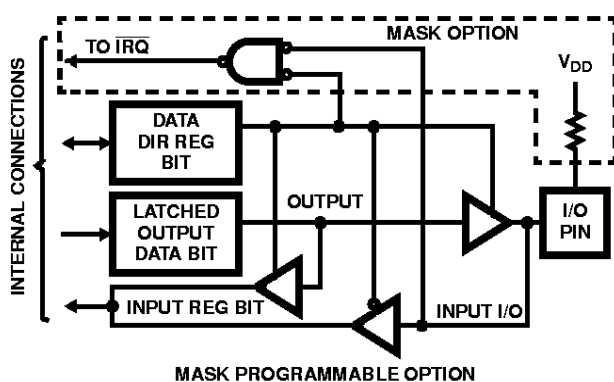 MASK OPTION
TO IRQ
VDD
INTERNAL CONNECTIONS
DATA
DIR REG
BIT
LATCHED
OUTPUT
DATA BIT
OUTPUT
I/O
PIN
INPUT REG BIT
INPUT I/O
MASK PROGRAMMABLE OPTION